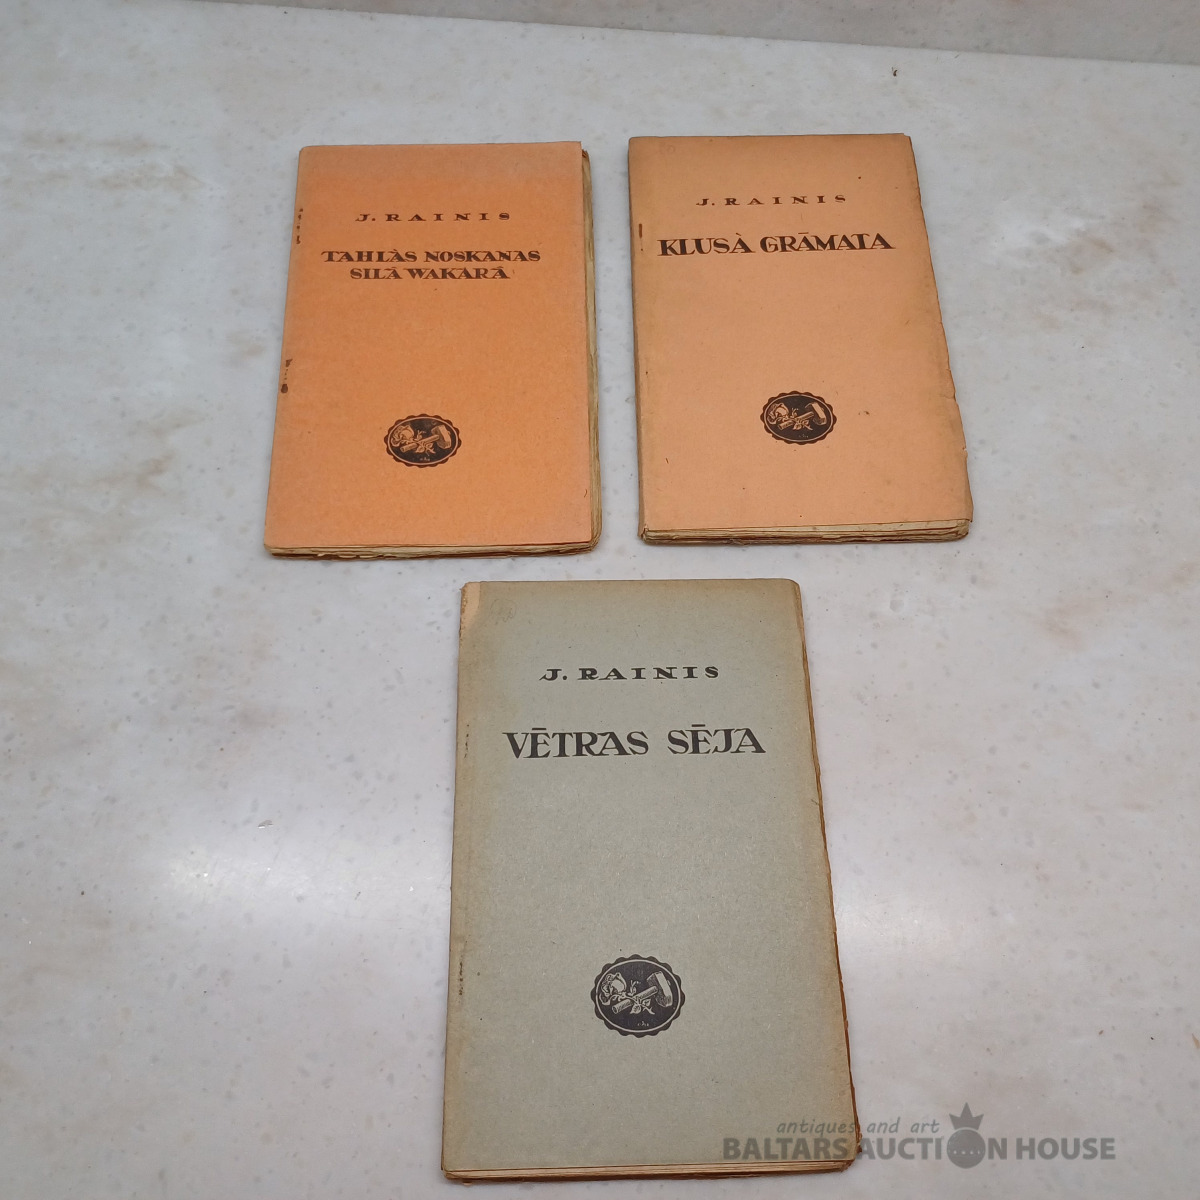 J. RAINIS
TAHLÀS NOSKAŅAS
SILĀ WAKARĀ
J. RAINIS
KLUSÀ GRĀMATA
J. RAINIS
VĒTRAS SĒJA
antiques and art
BALTARS AUCTION HOUSE